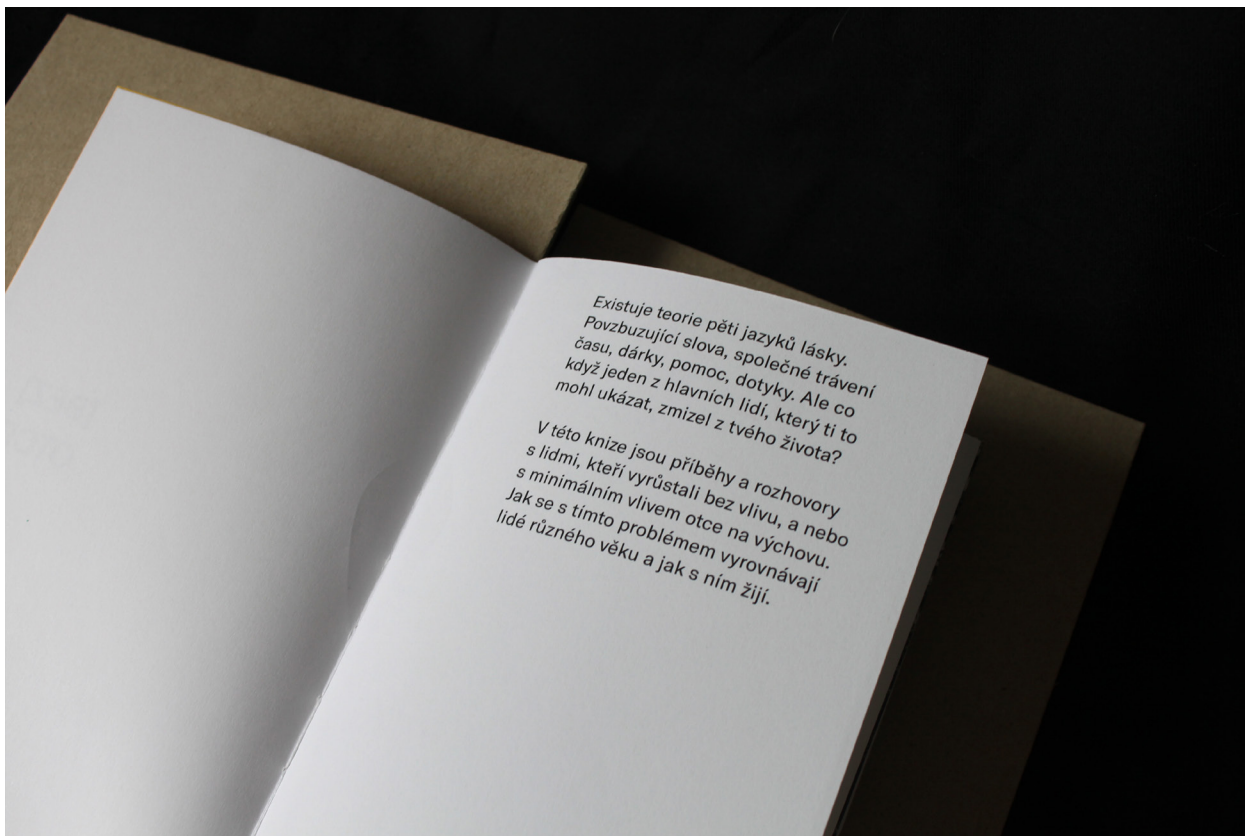 Existuje teorie pěti jazyků lásky.
Povzbuzující slova, společné trávení
času, dárky, pomoc, dotyky. Ale co
když jeden z hlavních lidí, který ti to
mohl ukázat, zmizel z tvého života?
V této knize jsou příběhy a rozhovory
s lidmi, kteří vyrůstali bez vlivu, a nebo
s minimálním vlivem otce na výchovu.
Jak se s tímto problémem vyrovnávají
lidé různého věku a jak s ním žijí.